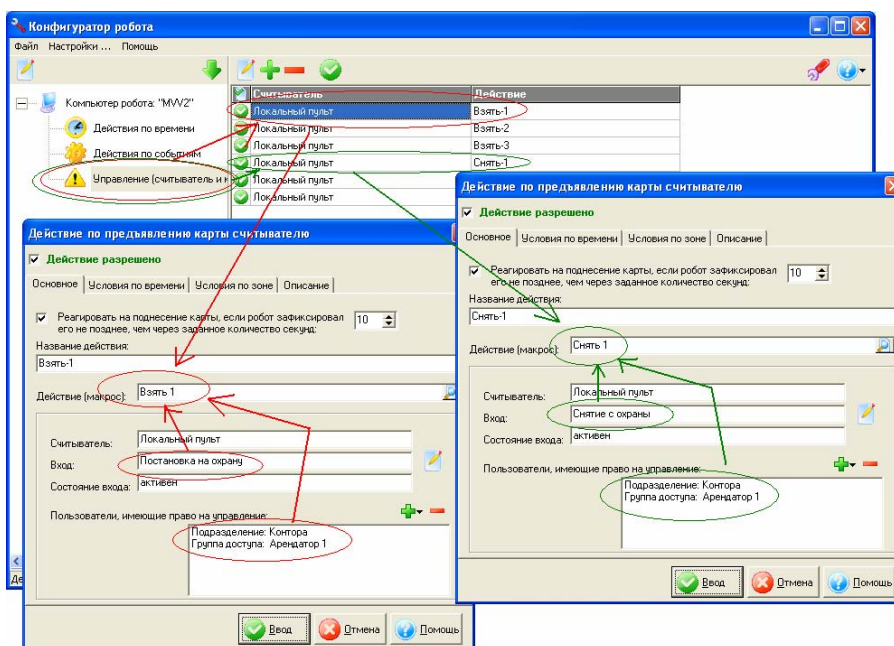 Конфигуратор робота
Файл Настройки ... Помощь
Компьютер робота: "MVV2"
Действия по времени
Действия по событиям
Управление (считыватель и к
Считыватель Действие
Локальный пульт Взять-1
Локальный пульт Взять-2
Локальный пульт Взять-3
Локальный пульт Снять-1
Локальный пульт
Локальный пульт
Де
Действие по предъявлению карты считывателю
Действие разрешено
Основное Условия по времени Условия по зоне Описание
Реагировать на поднесение карты, если робот зафиксировал 10
его не позднее, чем через заданное количество секунд:
Название действия:
Взять-1
Действие (макрос): Взять 1
Считыватель: Локальный пульт
Вход: Постановка на охрану
Состояние входа: активен
Пользователи, имеющие право на управление:
Подразделение: Контора
Группа доступа: Арендатор 1
Ввод Отмена Помощь
Действие по предъявлению карты считывателю
Действие разрешено
Основное Условия по времени Условия по зоне Описание
Реагировать на поднесение карты, если робот зафиксировал 10
его не позднее, чем через заданное количество секунд:
Название действия:
Снять-1
Действие (макрос): Снять 1
Считыватель: Локальный пульт
Вход: Снятие с охраны
Состояние входа: активен
Пользователи, имеющие право на управление:
Подразделение: Контора
Группа доступа: Арендатор 1
Ввод Отмена Помощь